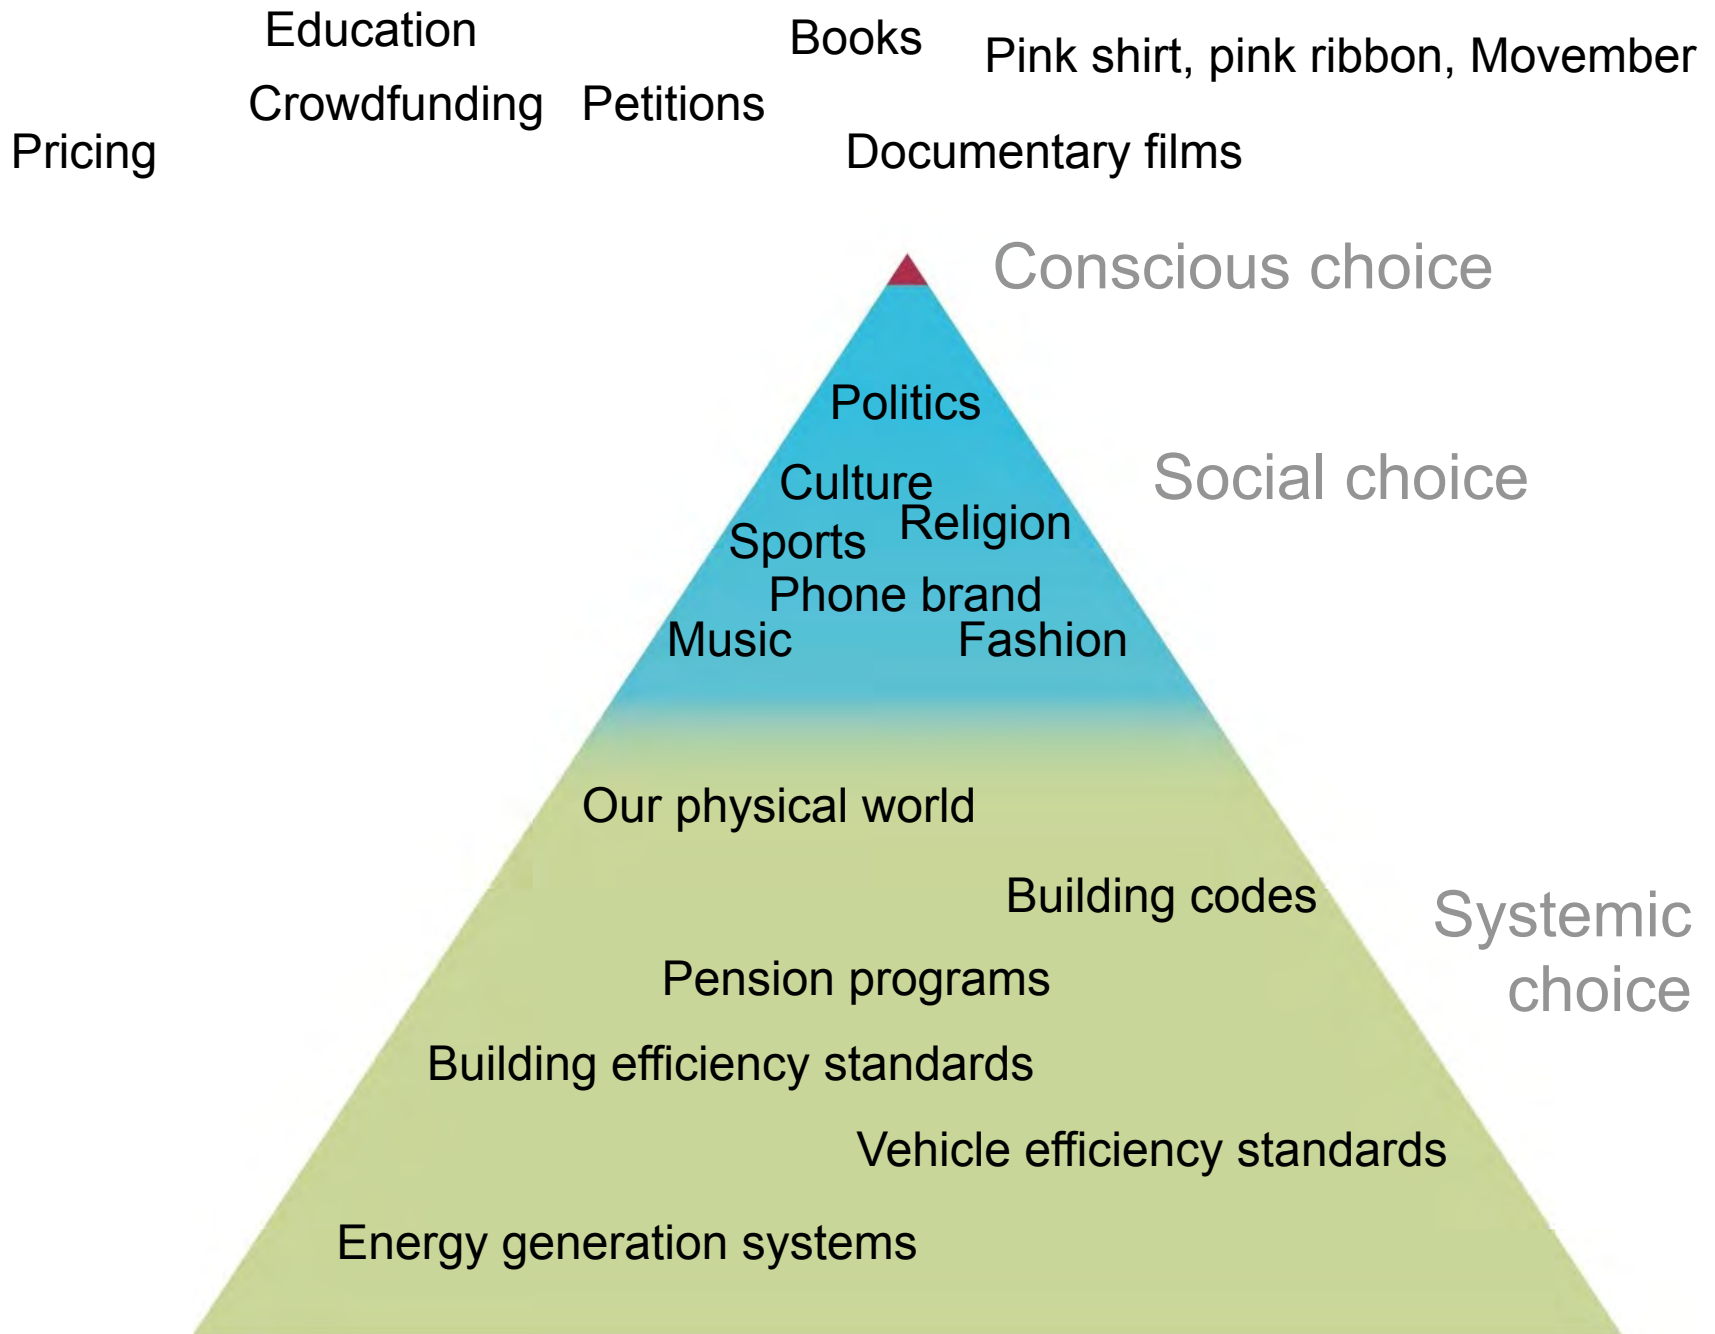 Education
Books
Pink shirt, pink ribbon, Movember
Crowdfunding
Petitions
Pricing
Documentary films
Conscious choice
Politics
Social choice
Culture
Religion
Sports
Phone brand
Music
Fashion
Our physical world
Building codes
Systemic
choice
Pension programs
Building efficiency standards
Vehicle efficiency standards
Energy generation systems